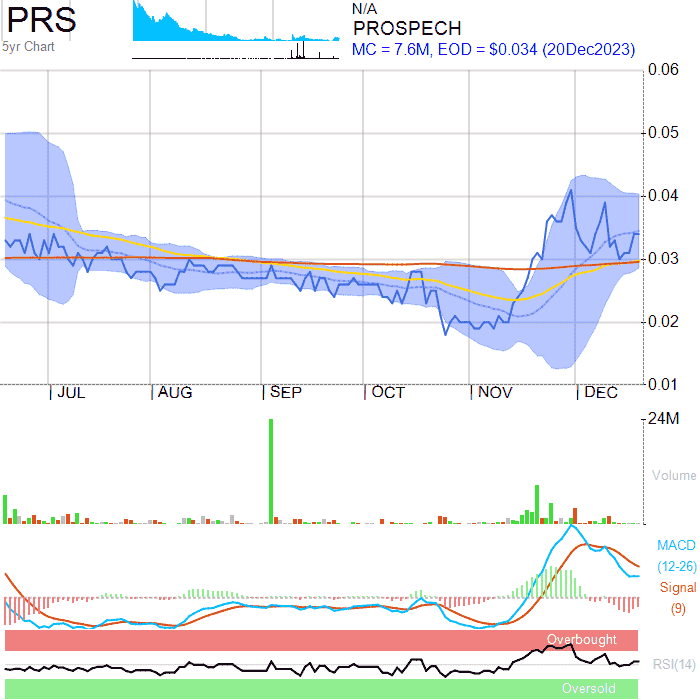 PRS
5yr Chart
N/A
PROSPECH
MC = 7.6M, EOD = $0.034 (20Dec2023)
0.06
0.05
0.04
0.03
0.02
0.01
JUL AUG SEP OCT NOV DEC
24M
Volume
MACD
(12-26)
Signal
(9)
Overbought
RSI(14)
Oversold